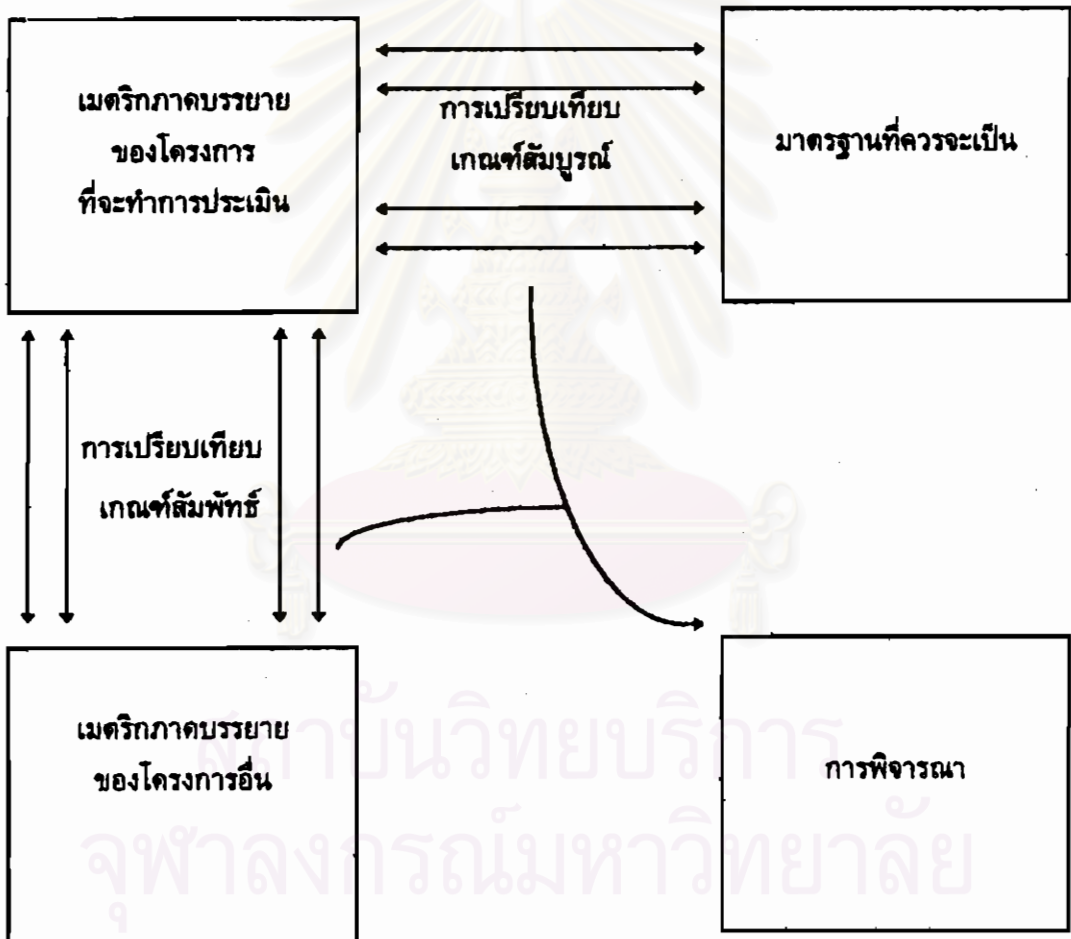 เมตริกภาคบรรยาย
ของโครงการ
ที่จะทำการประเมิน
การเปรียบเทียบ
เกณฑ์สัมบูรณ์
มาตรฐานที่ควรจะเป็น
การเปรียบเทียบ
เกณฑ์สัมพัทธ์
เมตริกภาคบรรยาย
ของโครงการอื่น
การพิจารณา
สถาบันวิทยบริการ
จุฬาลงกรณ์มหาวิทยาลัย